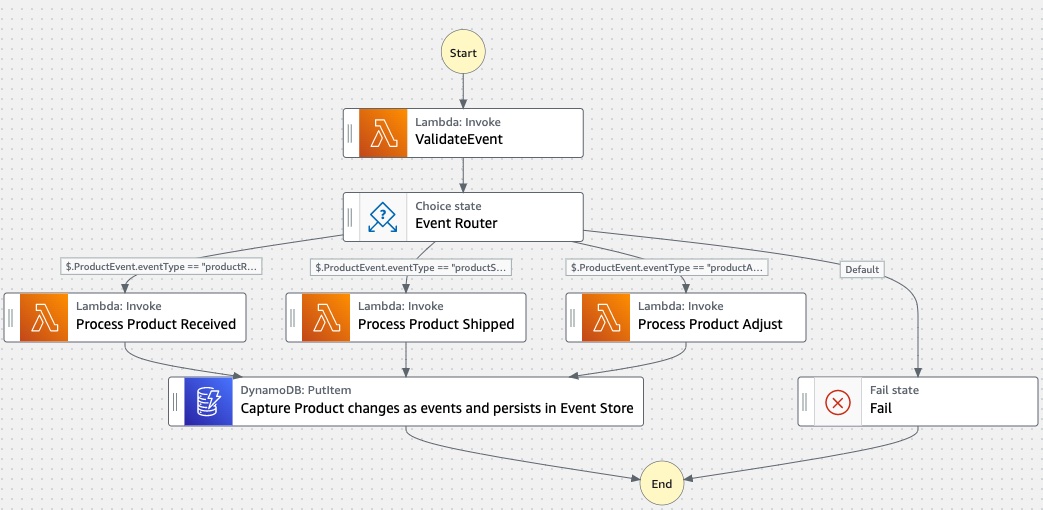 Start
Lambda: Invoke
ValidateEvent
Choice state
Event Router
$.ProductEvent.eventType == "productR...
$.ProductEvent.eventType == "productS...
$.ProductEvent.eventType == "productA...
Default
Lambda: Invoke
Process Product Received
Lambda: Invoke
Process Product Shipped
Lambda: Invoke
Process Product Adjust
DynamoDB: PutItem
Capture Product changes as events and persists in Event Store
Fail state
Fail
End